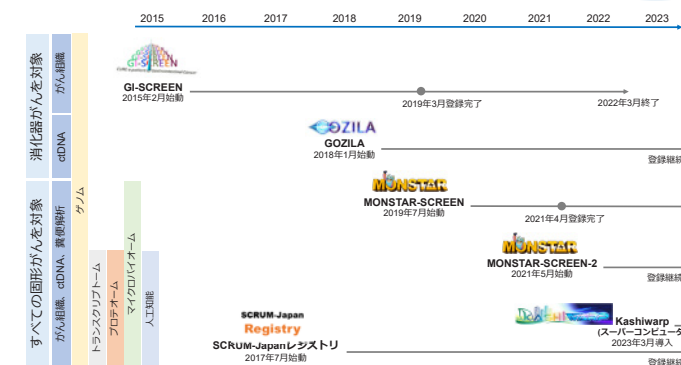 2015 2016 2017 2018 2019 2020 2021 2022 2023
消化器がんを対象
がん組織
ctDNA
すべての固形がんを対象
がん組織、ctDNA、糞便解析
ゲノム
トランスクリプトーム
プロテオーム
マイクロバイオーム
人工知能
GI-SCREEN
GI-SCREEN
2015年2月始動
2019年3月登録完了
2022年3月終了
GOZILA
GOZILA
2018年1月始動
登録継続
MONSTAR
MONSTAR-SCREEN
2019年7月始動
2021年4月登録完了
MONSTAR
MONSTAR-SCREEN-2
2021年5月始動
登録継続
Kashiwarp
(スーパーコンピュータ
2023年3月導入
SCRUM-Japan
Registry
SCRUM-Japanレジストリ
2017年7月始動
登録継続